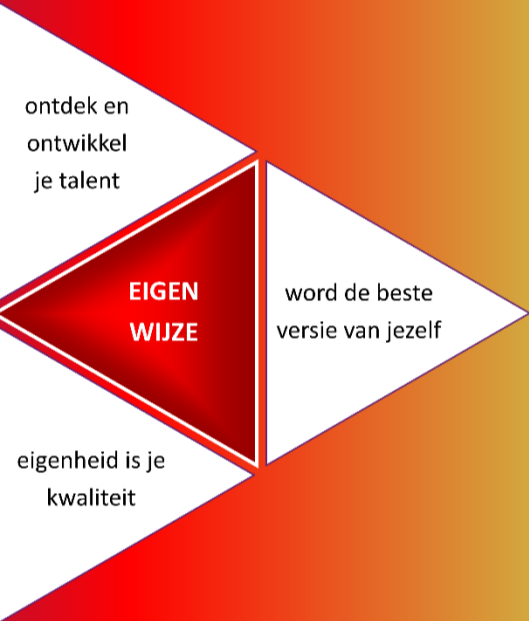 ontdek en
ontwikkel
je talent
EIGEN
WIJZE
word de beste
versie van jezelf
eigenheid is je
kwaliteit